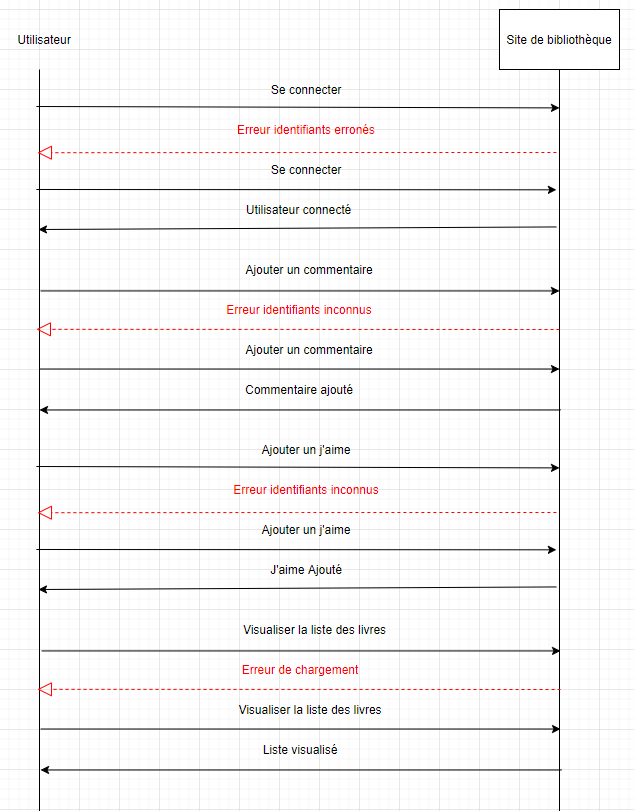 Utilisateur
Site de bibliothèque
Se connecter
Erreur identifiants erronés
Se connecter
Utilisateur connecté
Ajouter un commentaire
Erreur identifiants inconnus
Ajouter un commentaire
Commentaire ajouté
Ajouter un j'aime
Erreur identifiants inconnus
Ajouter un j'aime
J'aime Ajouté
Visualiser la liste des livres
Erreur de chargement
Visualiser la liste des livres
Liste visualisé